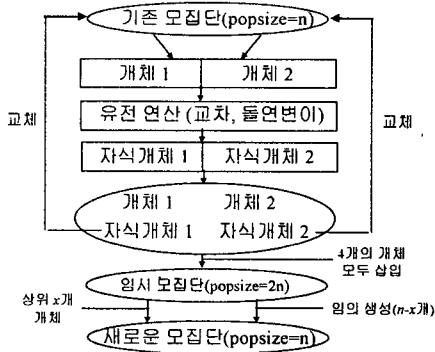 기존 모집단(popsize=n)
개체 1 개체 2
유전 연산 (교차, 돌연변이)
교체 교체
자식개체 1 자식개체 2
개체 1 개체 2
자식개체 1 자식개체 2
4개의 개체
모두 삽입
임시 모집단(popsize=2n)
상위 x개
개체
임의 생성(n-x개)
새로운 모집단(popsize=n)